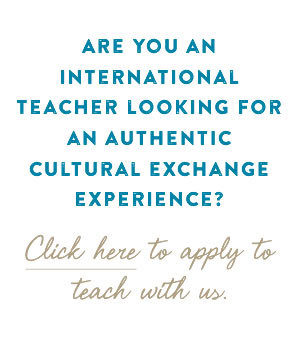 ARE YOU AN
INTERNATIONAL
TEACHER LOOKING FOR
AN AUTHENTIC
CULTURAL EXCHANGE
EXPERIENCE?
Click here to apply to
teach with us.